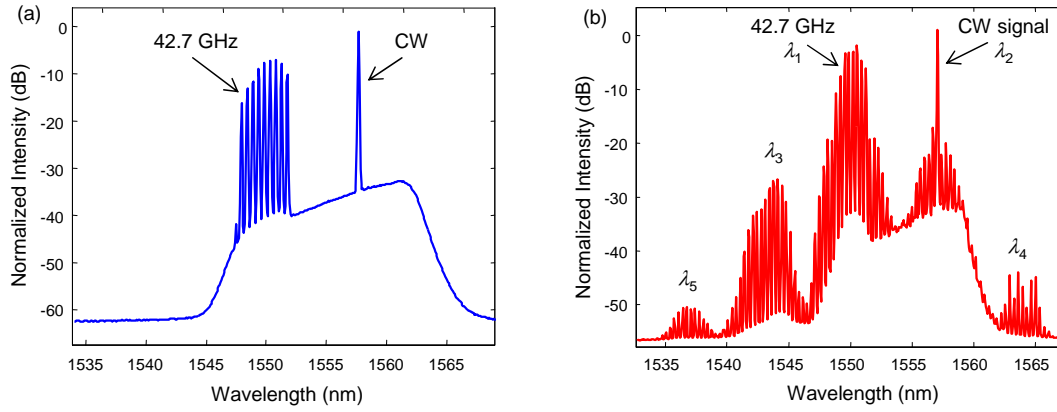 (a)
0
-10
-20
-30
-40
-50
-60
Normalized Intensity (dB)
42.7 GHz
CW
1535
1540
1545
1550
1555
1560
1565
Wavelength (nm)
(b)
0
-10
-20
-30
-40
-50
Normalized Intensity (dB)
42.7 GHz
λ1
CW signal
λ2
λ3
λ4
λ5
1535
1540
1545
1550
1555
1560
1565
Wavelength (nm)